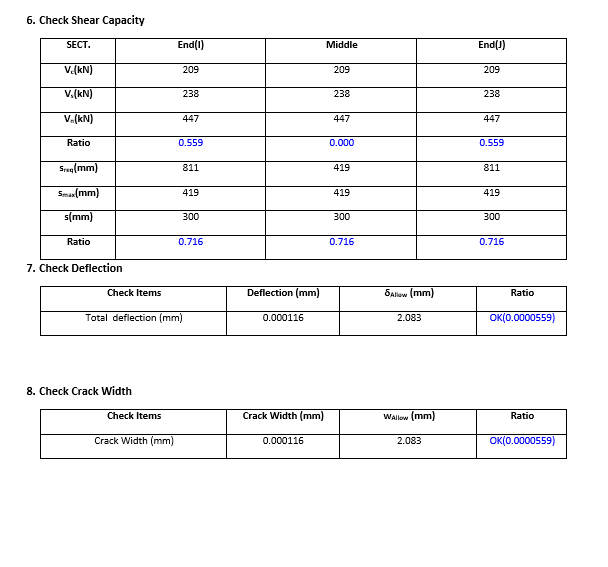 6. Check Shear Capacity
SECT. End(I) Middle End(J)
Vc(kN) 209 209 209
Vs(kN) 238 238 238
Vn(kN) 447 447 447
Ratio 0.559 0.000 0.559
sreq(mm) 811 419 811
smax(mm) 419 419 419
s(mm) 300 300 300
Ratio 0.716 0.716 0.716
7. Check Deflection
Check Items Deflection (mm) δAllow (mm) Ratio
Total deflection (mm) 0.000116 2.083 OK(0.0000559)
8. Check Crack Width
Check Items Crack Width (mm) wAllow (mm) Ratio
Crack Width (mm) 0.000116 2.083 OK(0.0000559)